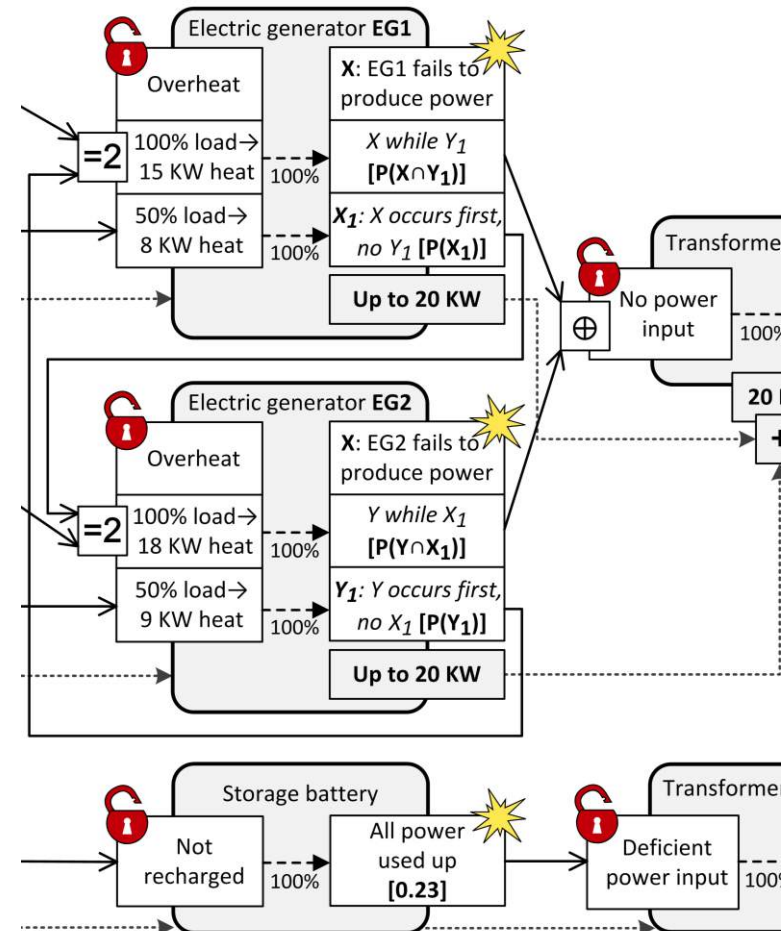 Electric generator EG1
Overheat
X: EG1 fails to
produce power
=2
100% load→
15 KW heat
100%
X while Y1
[P(X∩Y1)]
50% load→
8 KW heat
100%
X1: X occurs first,
no Y1 [P(X1)]
Up to 20 KW
Transforme
⊕
No power
input
100%
20
+
Electric generator EG2
Overheat
X: EG2 fails to
produce power
=2
100% load→
18 KW heat
100%
Y while X1
[P(Y∩X1)]
50% load→
9 KW heat
100%
Y1: Y occurs first,
no X1 [P(Y1)]
Up to 20 KW
Storage battery
Not
recharged
100%
All power
used up
[0.23]
Transforme
Deficient
power input
100%